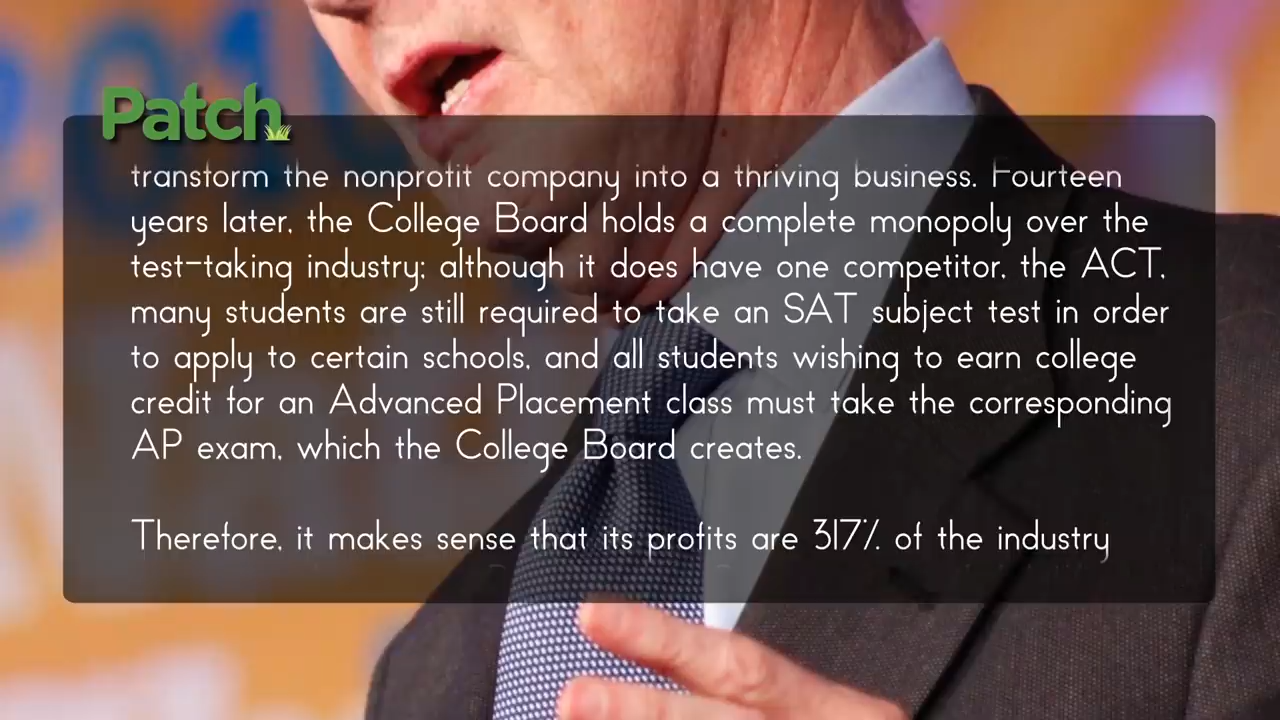 Patch
transform the nonprofit company into a thriving business. Fourteen
years later, the College Board holds a complete monopoly over the
test-taking industry; although it does have one competitor, the ACT,
many students are still required to take an SAT subject test in order
to apply to certain schools, and all students wishing to earn college
credit for an Advanced Placement class must take the corresponding
AP exam, which the College Board creates.
Therefore, it makes sense that its profits are 317% of the industry